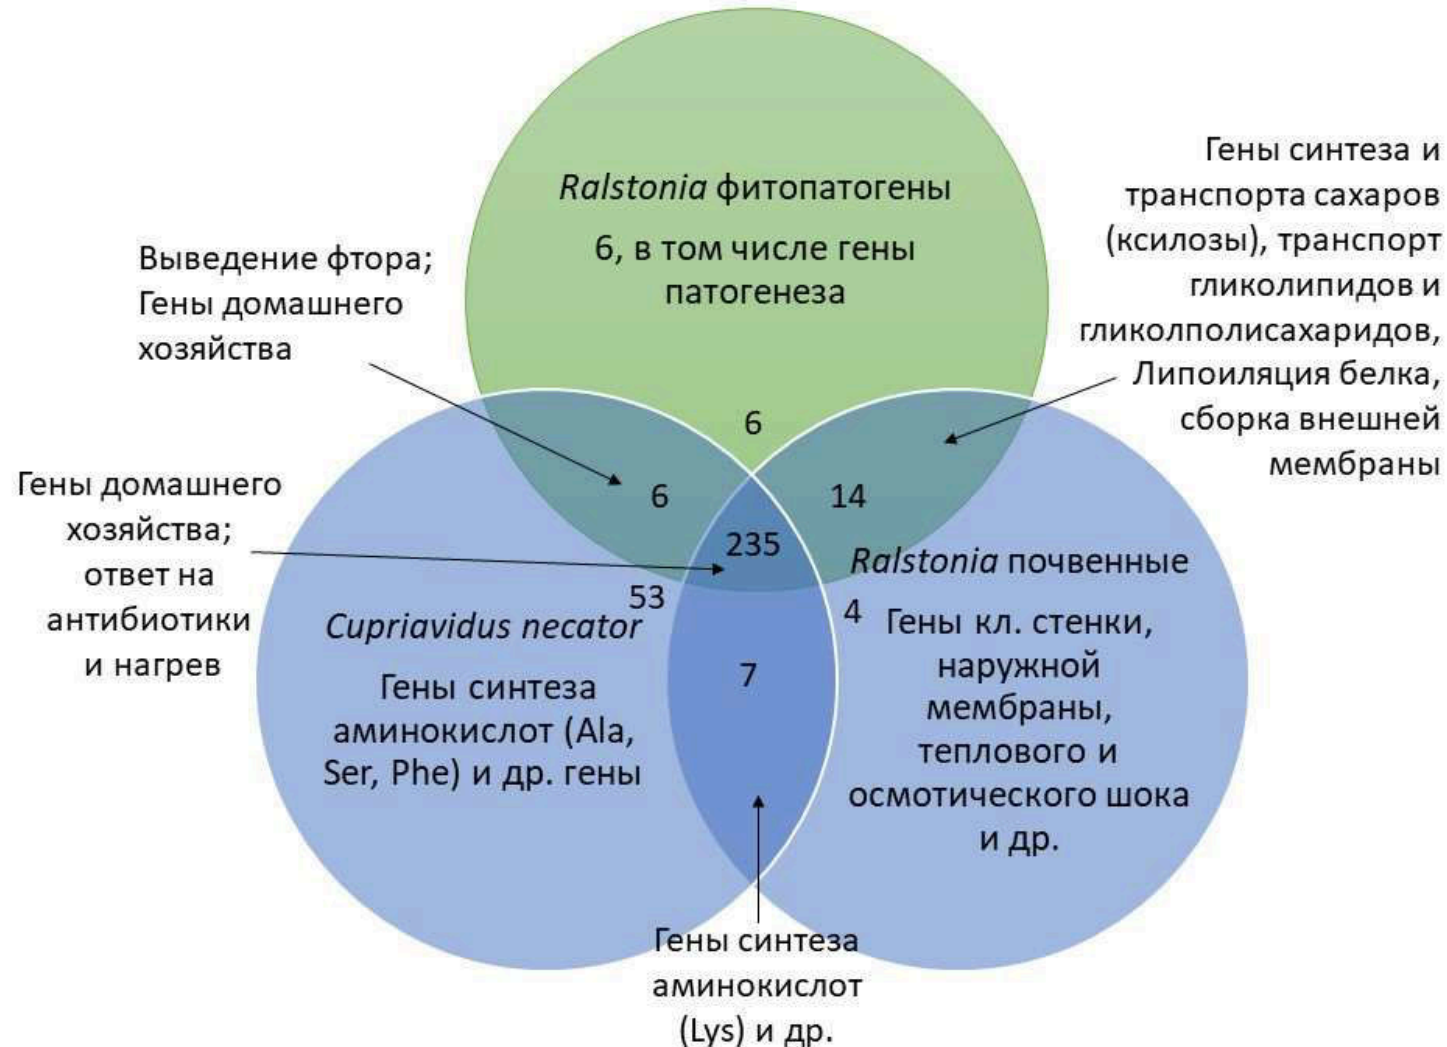 Ralstonia фитопатогены
6, в том числе гены
патогенеза
Гены синтеза и
транспорта сахаров
(ксилозы), транспорт
гликолипидов и
гликолполисахаридов,
Липоиляция белка,
сборка внешней
мембраны
Выведение фтора;
Гены домашнего
хозяйства
6
6
14
235
Гены домашнего
хозяйства;
ответ на
антибиотики
и нагрев
53
Cupriavidus necator
Гены синтеза
аминокислот (Ala,
Ser, Phe) и др. гены
7
Ralstonia почвенные
4
Гены кл. стенки,
наружной
мембраны,
теплового и
осмотического шока
и др.
Гены синтеза
аминокислот
(Lys) и др.